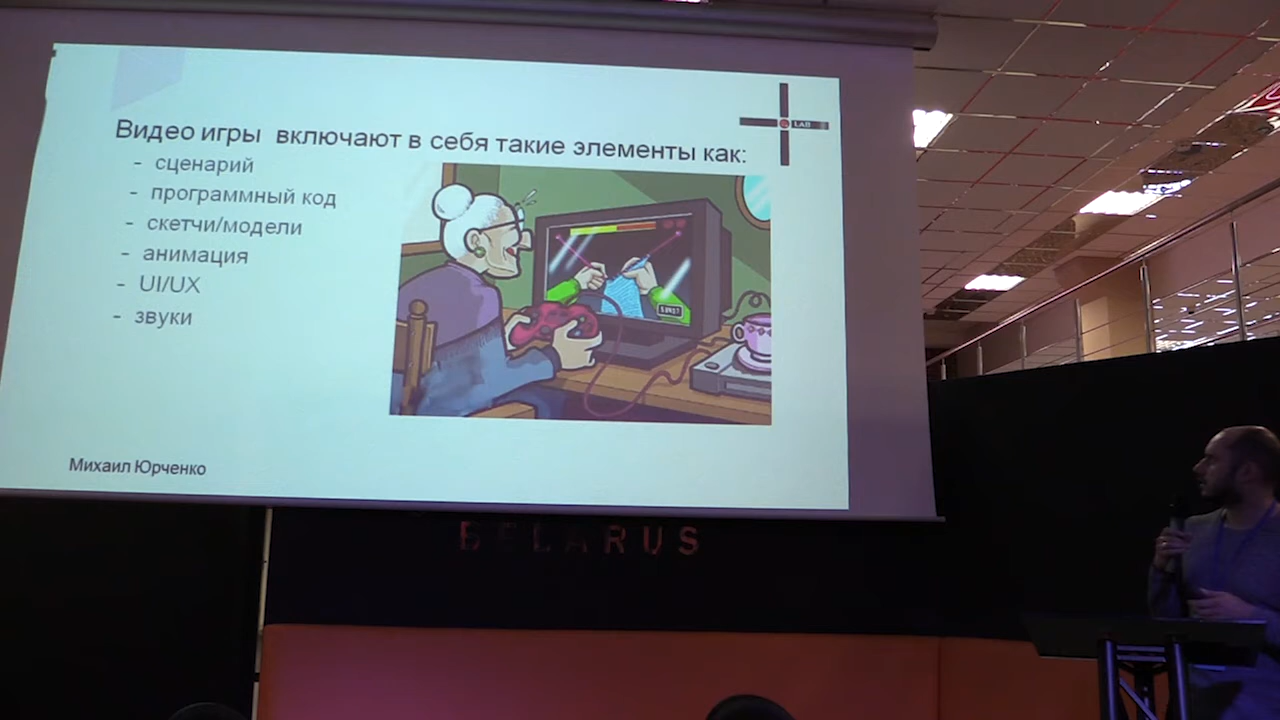 Видео игры включают в себя такие элементы как:
- сценарий
- программный код
- скетчи/модели
- анимация
- UI/UX
- звуки
LAB
Михаил Юрченко
BELARUS